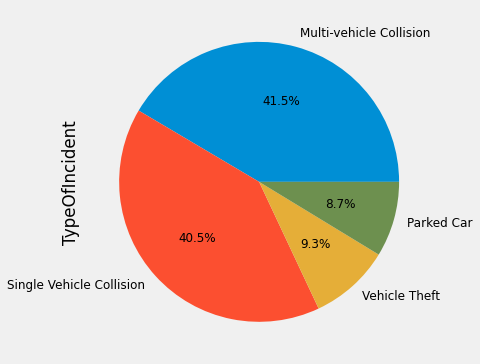 Multi-vehicle Collision
41.5%
TypeOfIncident
8.7%
Parked Car
40.5%
9.3%
Single Vehicle Collision
Vehicle Theft